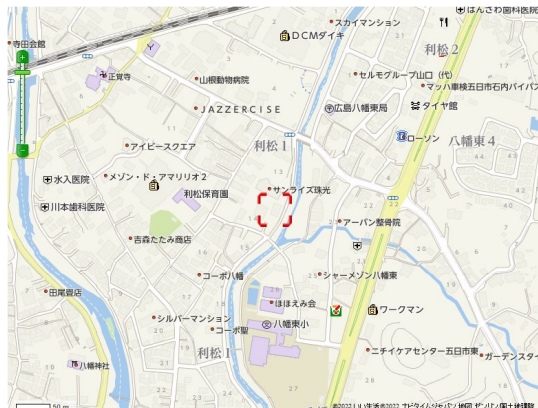 スカイマンション
はんざわ歯科医院
DCMダイキ
利松2
寺田会館
正覚寺
山根動物病院
セルモグループ山口(代)
マッハ車検五日市石内バイパス
JAZZERCISE
広島八幡東局
タイヤ館
ローソン
八幡東4
アイビースクエア
利松1
水入医院
メゾン・ド・アマリリオ2
利松保育園
サンライズ珠光
川本歯科医院
アーバン整骨院
吉森たたみ商店
コーポ八幡
シャーメゾン八幡東
田尾畳店
ほほえみ会
シルバーマンション
コーポ聖
八幡東小
ワークマン
利松1
ニチイケアセンター五日市東
ガーデンスタイ
八幡神社
50 m